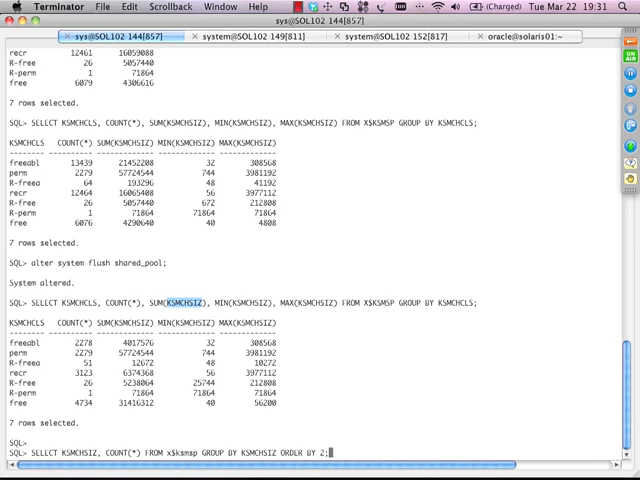 Terminator Edit Scrollback Window Help (Charged) Tue Mar 22 19:31
sys@SOL102 144[857]
sys@SOL102 144[857] system@SOL102 149[811] system@SOL102 152[817] oracle@solaris01:~
recr 12461 16059088
R-free 26 5057440
R-perm 1 71864
free 6079 4306616
7 rows selected.
SQL> SELECT KSMCHCLS, COUNT(*), SUM(KSMCHSIZ), MIN(KSMCHSIZ), MAX(KSMCHSIZ) FROM X$KSMSP GROUP BY KSMCHCLS;
KSMCHCLS COUNT(*) SUM(KSMCHSIZ) MIN(KSMCHSIZ) MAX(KSMCHSIZ)
-------- ---------- ------------- ------------- -------------
freeabl 13439 21452208 32 308568
perm 2279 57724544 744 3981192
R-freea 64 193296 48 41192
recr 12464 16065408 56 3977112
R-free 26 5057440 672 212808
R-perm 1 71864 71864 71864
free 6076 4290640 40 4808
7 rows selected.
SQL> alter system flush shared_pool;
System altered.
SQL> SELECT KSMCHCLS, COUNT(*), SUM(KSMCHSIZ), MIN(KSMCHSIZ), MAX(KSMCHSIZ) FROM X$KSMSP GROUP BY KSMCHCLS;
KSMCHCLS COUNT(*) SUM(KSMCHSIZ) MIN(KSMCHSIZ) MAX(KSMCHSIZ)
-------- ---------- ------------- ------------- -------------
freeabl 2278 4017576 32 308568
perm 2279 57724544 744 3981192
R-freea 51 12672 48 10272
recr 3123 6374368 56 3977112
R-free 26 5238064 25744 212808
R-perm 1 71864 71864 71864
free 4734 31416312 40 56200
7 rows selected.
SQL>
SQL> SELECT KSMCHSIZ, COUNT(*) FROM x$ksmsp GROUP BY KSMCHSIZ ORDER BY 2;
ON AIR